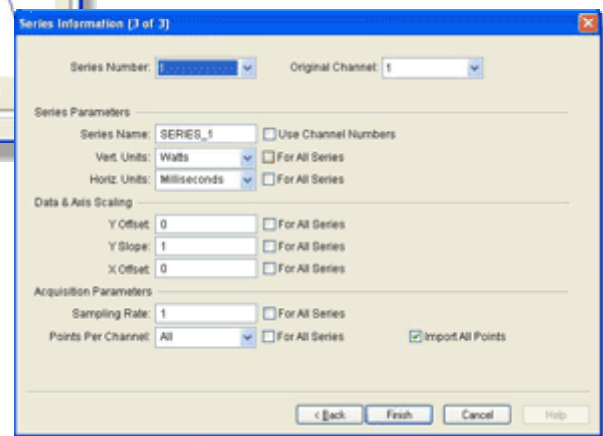 Series Information (3 of 3)
Series Number: 1 Original Channel: 1
Series Parameters
Series Name: SERIES_1 Use Channel Numbers
Vert. Units: Watts For All Series
Horiz. Units: Milliseconds For All Series
Data & Axis Scaling
Y Offset: 0 For All Series
Y Slope: 1 For All Series
X Offset: 0 For All Series
Acquisition Parameters
Sampling Rate: 1 For All Series
Points Per Channel: All For All Series Import All Points
< Back Finish Cancel Help